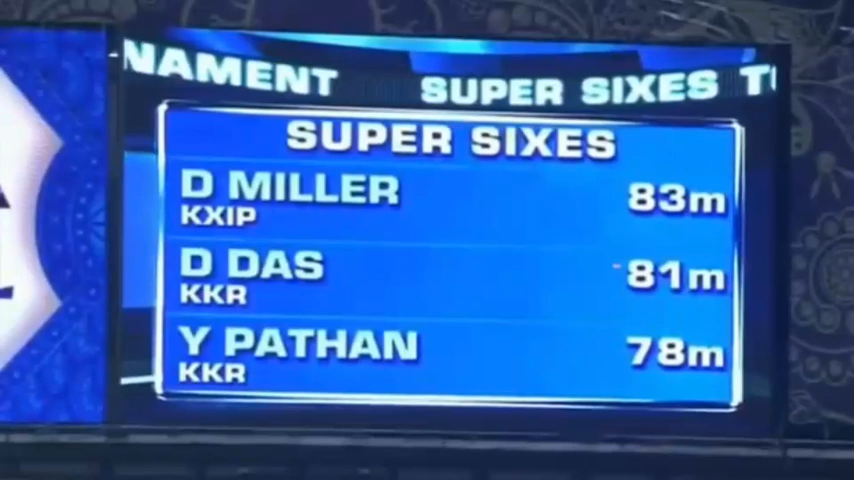 NAMENT SUPER SIXES T
SUPER SIXES
D MILLER 83m
KXIP
D DAS 81m
KKR
Y PATHAN 78m
KKR